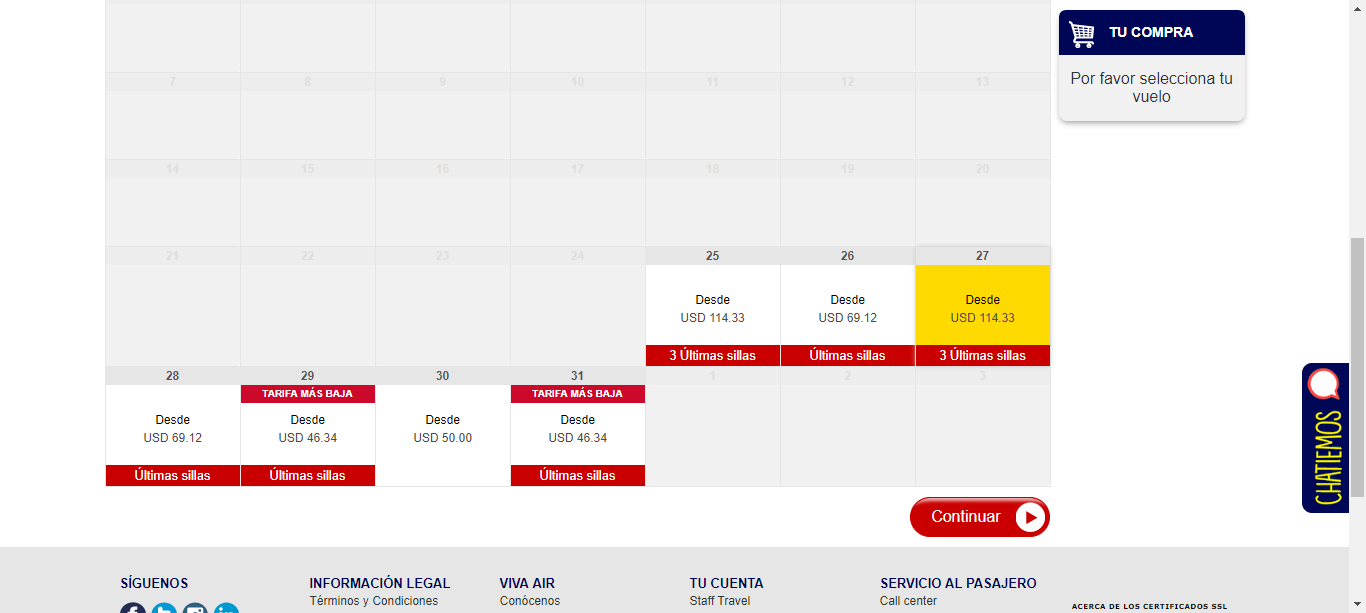 TU COMPRA
Por favor selecciona tu
vuelo
7 8 9 10 11 12 13
14 15 16 17 18 19 20
21 22 23 24 25 26 27
Desde Desde Desde
USD 114.33 USD 69.12 USD 114.33
3 Últimas sillas Últimas sillas 3 Últimas sillas
28 29 30 31 1 2 3
TARIFA MÁS BAJA TARIFA MÁS BAJA
Desde Desde Desde Desde
USD 69.12 USD 46.34 USD 50.00 USD 46.34
Últimas sillas Últimas sillas Últimas sillas
CHATIEMOS
Continuar
SÍGUENOS INFORMACIÓN LEGAL VIVA AIR TU CUENTA SERVICIO AL PASAJERO
Términos y Condiciones Conócenos Staff Travel Call center
ACERCA DE LOS CERTIFICADOS SSL